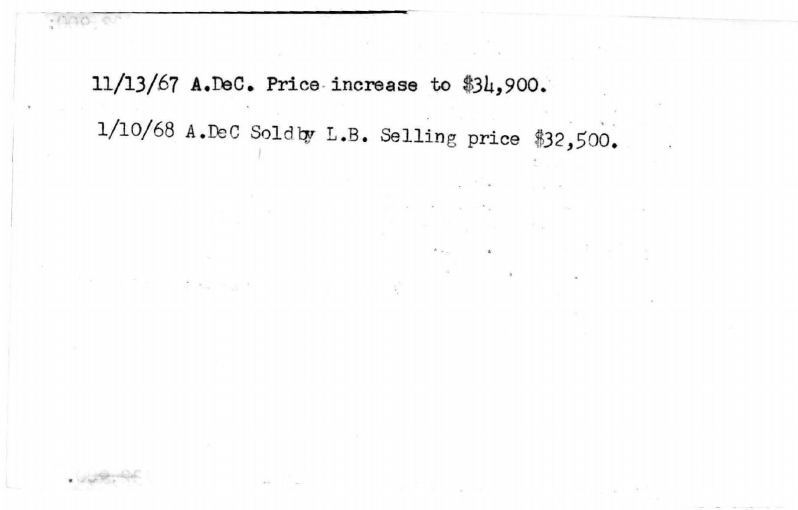 11/13/67 A.DeC. Price increase to $34,900.
1/10/68 A.DeC Sold by L.B. Selling price $32,500.